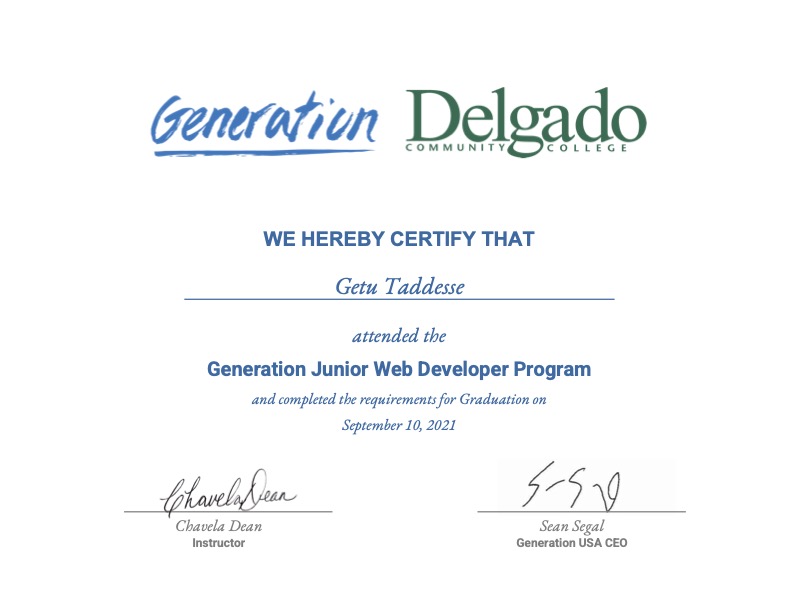 Generation Delgado
COMMUNITY COLLEGE
WE HEREBY CERTIFY THAT
Getu Taddesse
attended the
Generation Junior Web Developer Program
and completed the requirements for Graduation on
September 10, 2021
Chavela Dean
Chavela Dean
Instructor
Sean Segal
Generation USA CEO